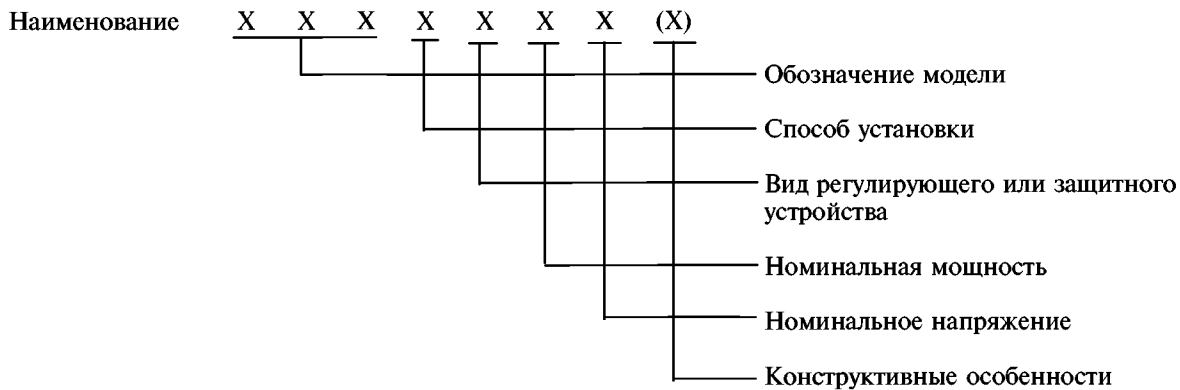 Наименование X X X X X X X (X)
Обозначение модели
Способ установки
Вид регулирующего или защитного
устройства
Номинальная мощность
Номинальное напряжение
Конструктивные особенности